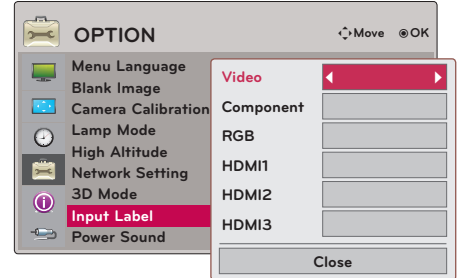 OPTION
Move ◉OK
Menu Language
Blank Image
Camera Calibration
Lamp Mode
High Altitude
Network Setting
3D Mode
Input Label
Power Sound
Video
Component
RGB
HDMI1
HDMI2
HDMI3
Close